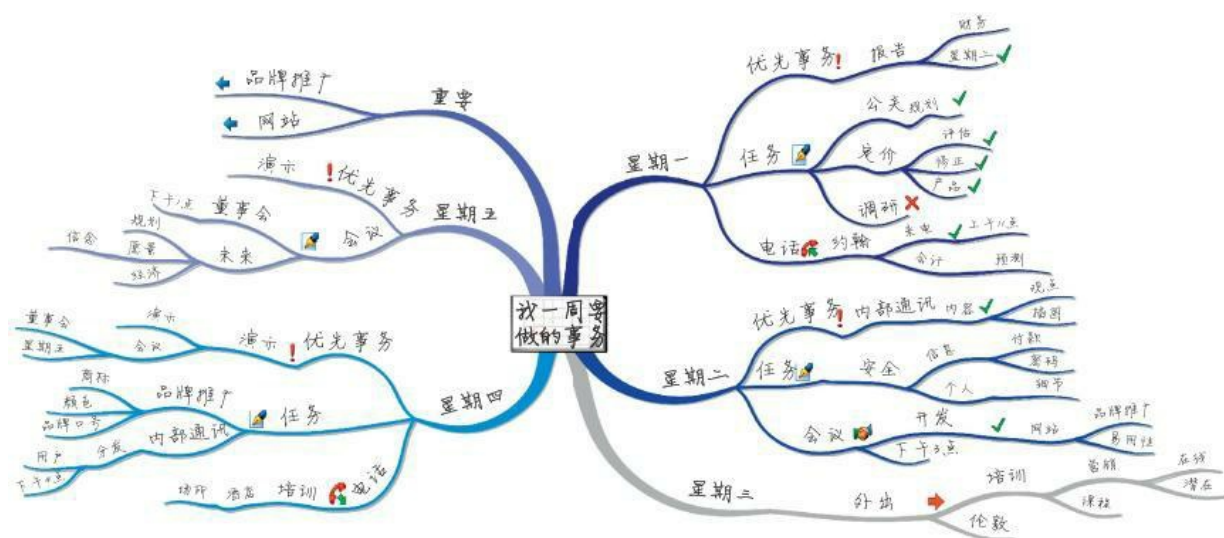 我一周要
做的事务
星期一
优先事务
报告
财务
星期二
任务
公关 规划
定价
评估
修正
产品
调研
电话
约翰
来电
上午11点
会计
预测
星期二
优先事务
内部通讯
内容
观点
插图
任务
安全
信息
付款
密码
个人
细节
会议
开发
网站
品牌推广
易用性
下午3点
星期三
外出
培训
营销
在线
潜在
课程
伦敦
星期四
优先事务
演示
演示
会议
董事会
星期五
任务
品牌推广
商标
颜色
品牌口号
内部通讯
分发
用户
下午4点
电话
培训
酒店
场所
星期五
优先事务
演示
会议
董事会
下午1点
未来
规划
愿景
信念
经济
重要
品牌推广
网站